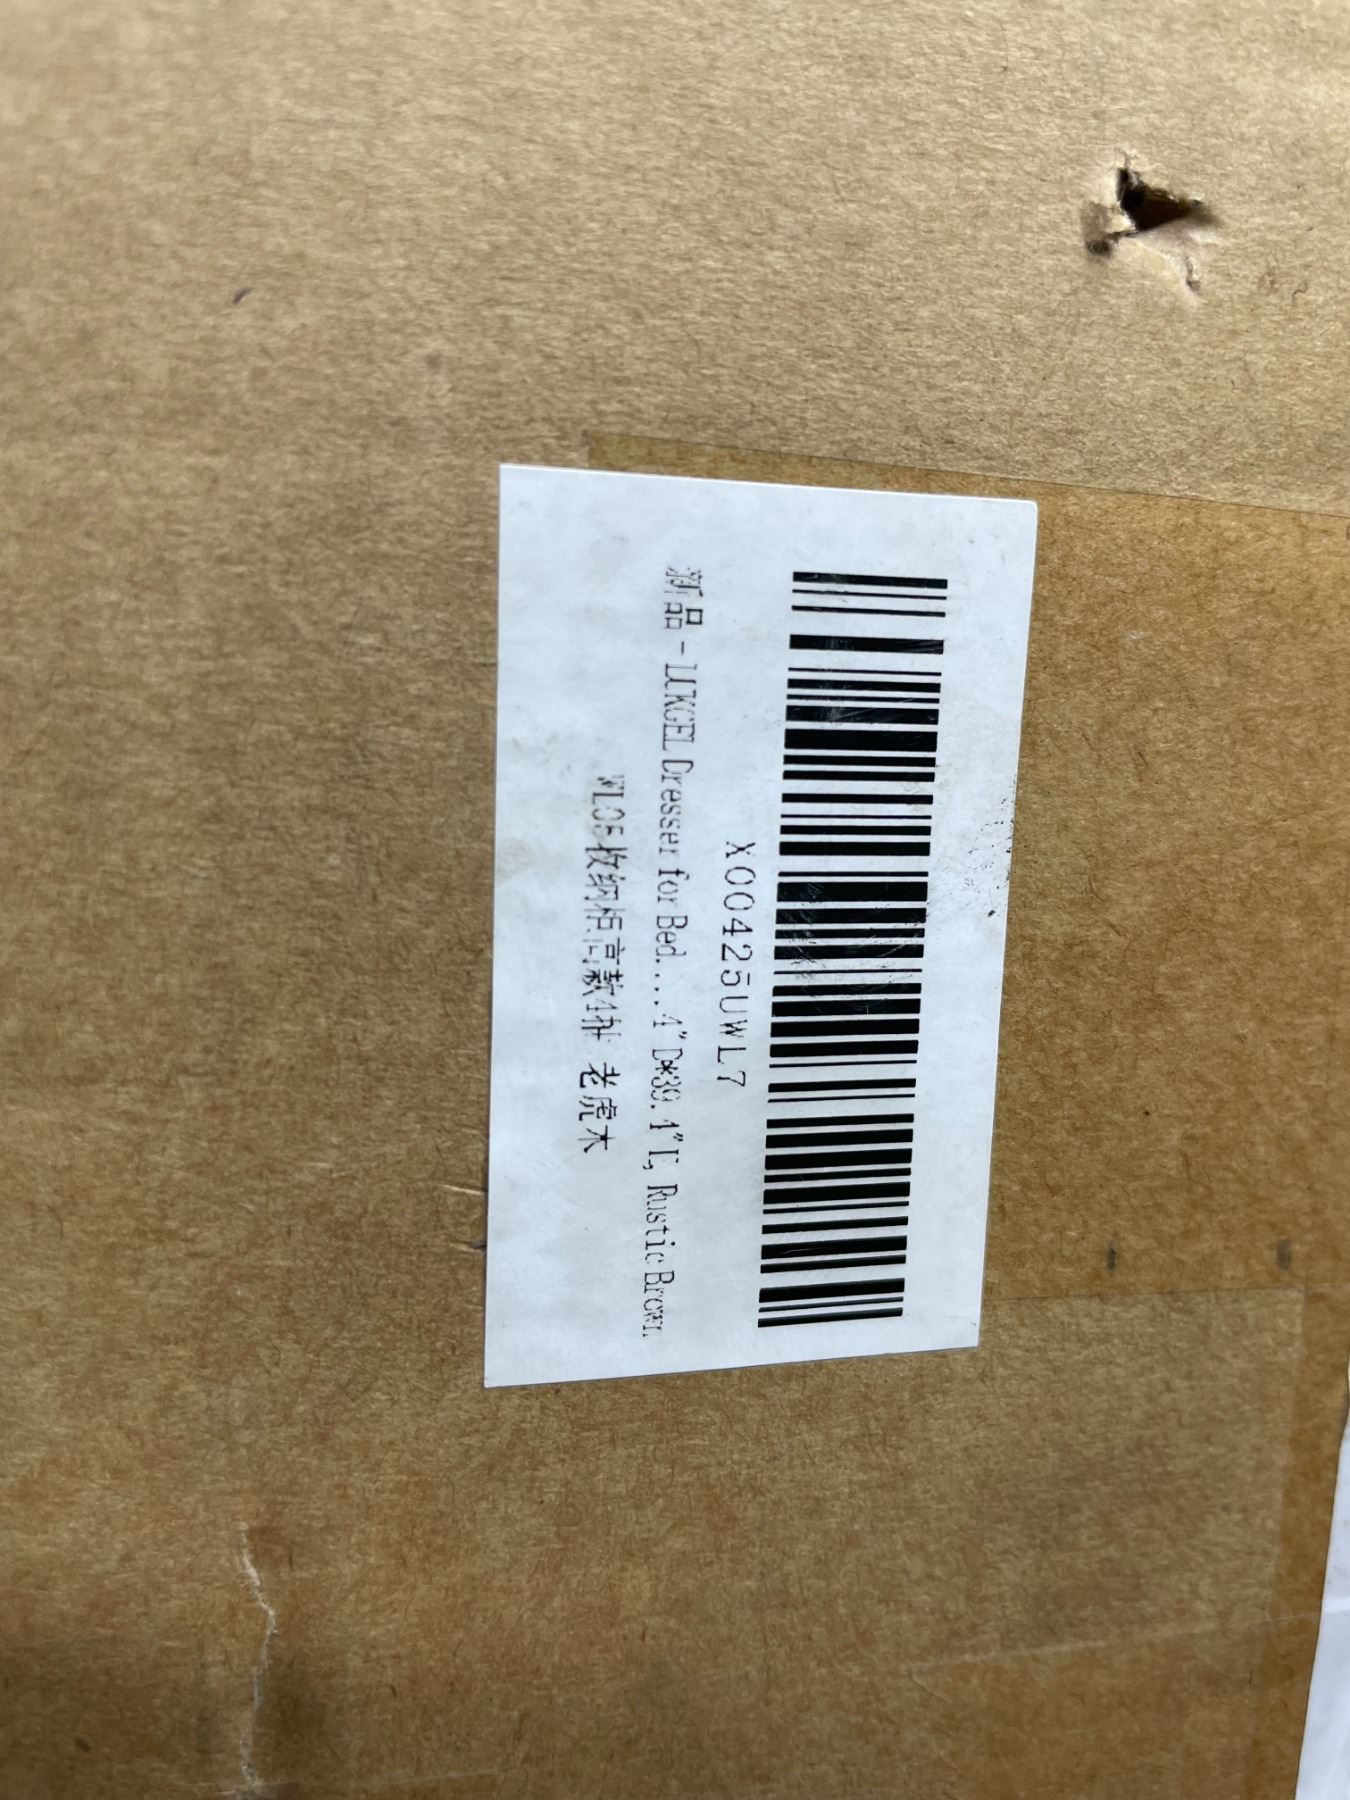 X00425UWL7
新品 - LUKGEL Dresser for Bed....4"D*39.4"L, Rustic Brown
WL05收纳柜高款4抽 老虎木